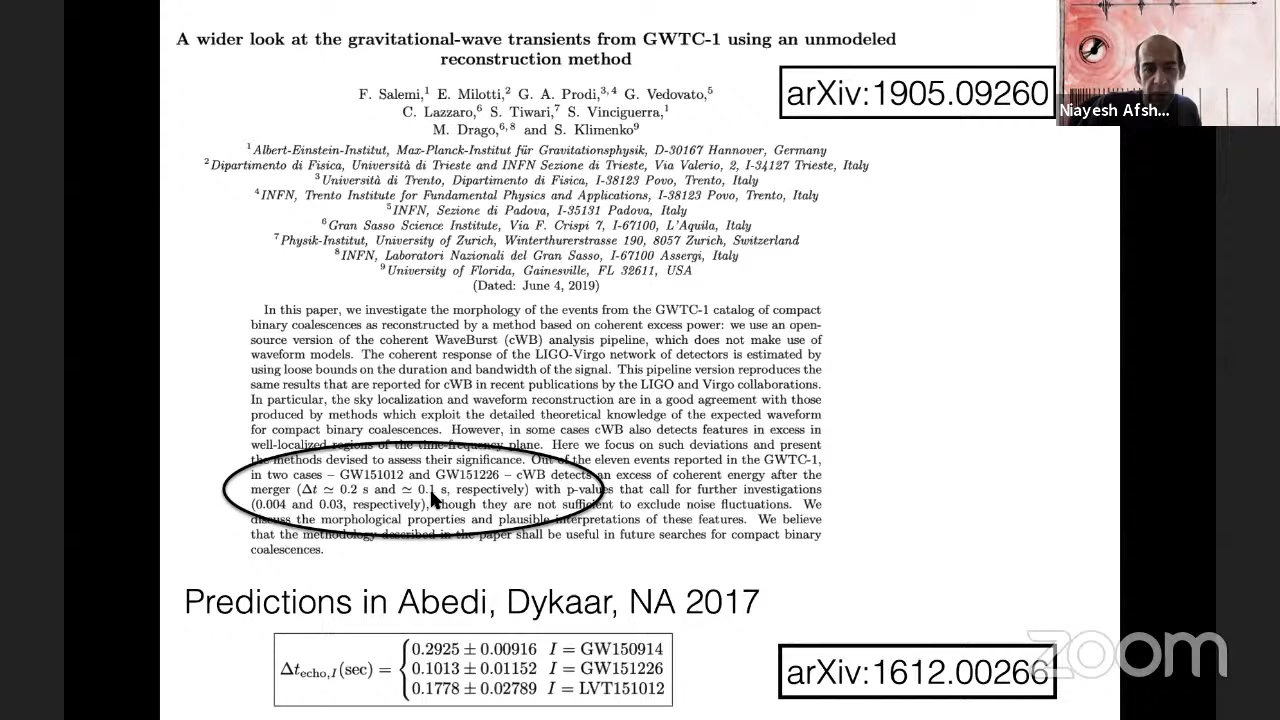 A wider look at the gravitational-wave transients from GWTC-1 using an unmodeled
reconstruction method
arXiv:1905.09260
Niayesh Afsh...
F. Salemi,1 E. Milotti,2 G. A. Prodi,3,4 G. Vedovato,5
C. Lazzaro,6 S. Tiwari,7 S. Vinciguerra,1
M. Drago,6,8 and S. Klimenko9
1Albert-Einstein-Institut, Max-Planck-Institut für Gravitationsphysik, D-30167 Hannover, Germany
2Dipartimento di Fisica, Università di Trieste and INFN Sezione di Trieste, Via Valerio, 2, I-34127 Trieste, Italy
3Università di Trento, Dipartimento di Fisica, I-38123 Povo, Trento, Italy
4INFN, Trento Institute for Fundamental Physics and Applications, I-38123 Povo, Trento, Italy
5INFN, Sezione di Padova, I-35131 Padova, Italy
6Gran Sasso Science Institute, Via F. Crispi 7, I-67100, L'Aquila, Italy
7Physik-Institut, University of Zurich, Winterthurerstrasse 190, 8057 Zurich, Switzerland
8INFN, Laboratori Nazionali del Gran Sasso, I-67100 Assergi, Italy
9University of Florida, Gainesville, FL 32611, USA
(Dated: June 4, 2019)
In this paper, we investigate the morphology of the events from the GWTC-1 catalog of compact
binary coalescences as reconstructed by a method based on coherent excess power: we use an open-
source version of the coherent WaveBurst (cWB) analysis pipeline, which does not make use of
waveform models. The coherent response of the LIGO-Virgo network of detectors is estimated by
using loose bounds on the duration and bandwidth of the signal. This pipeline version reproduces the
same results that are reported for cWB in recent publications by the LIGO and Virgo collaborations.
In particular, the sky localization and waveform reconstruction are in a good agreement with those
produced by methods which exploit the detailed theoretical knowledge of the expected waveform
for compact binary coalescences. However, in some cases cWB also detects features in excess in
well-localized regions of the time-frequency plane. Here we focus on such deviations and present
the methods devised to assess their significance. Out of the eleven events reported in the GWTC-1,
in two cases – GW151012 and GW151226 – cWB detects an excess of coherent energy after the
merger (Δt ≃ 0.2 s and ≃ 0.1 s, respectively) with p-values that call for further investigations
(0.004 and 0.03, respectively), though they are not sufficient to exclude noise fluctuations. We
discuss the morphological properties and plausible interpretations of these features. We believe
that the methodology described in the paper shall be useful in future searches for compact binary
coalescences.
Predictions in Abedi, Dykaar, NA 2017
Δtecho,I(sec) = { 0.2925 ± 0.00916 I = GW150914
0.1013 ± 0.01152 I = GW151226
0.1778 ± 0.02789 I = LVT151012
arXiv:1612.00266
zoom